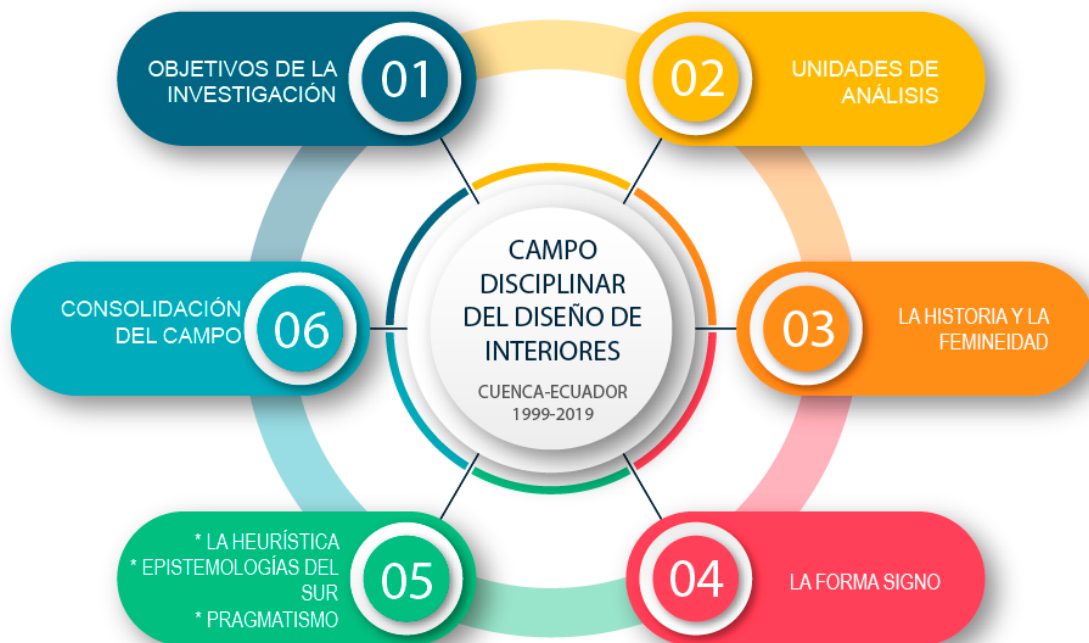 OBJETIVOS DE LA
INVESTIGACIÓN
01
02
UNIDADES DE
ANÁLISIS
03
LA HISTORIA Y LA
FEMINEIDAD
04
LA FORMA SIGNO
* LA HEURÍSTICA
* EPISTEMOLOGÍAS DEL
SUR
* PRAGMATISMO
05
CONSOLIDACIÓN
DEL CAMPO
06
CAMPO
DISCIPLINAR
DEL DISEÑO DE
INTERIORES
CUENCA-ECUADOR
1999-2019